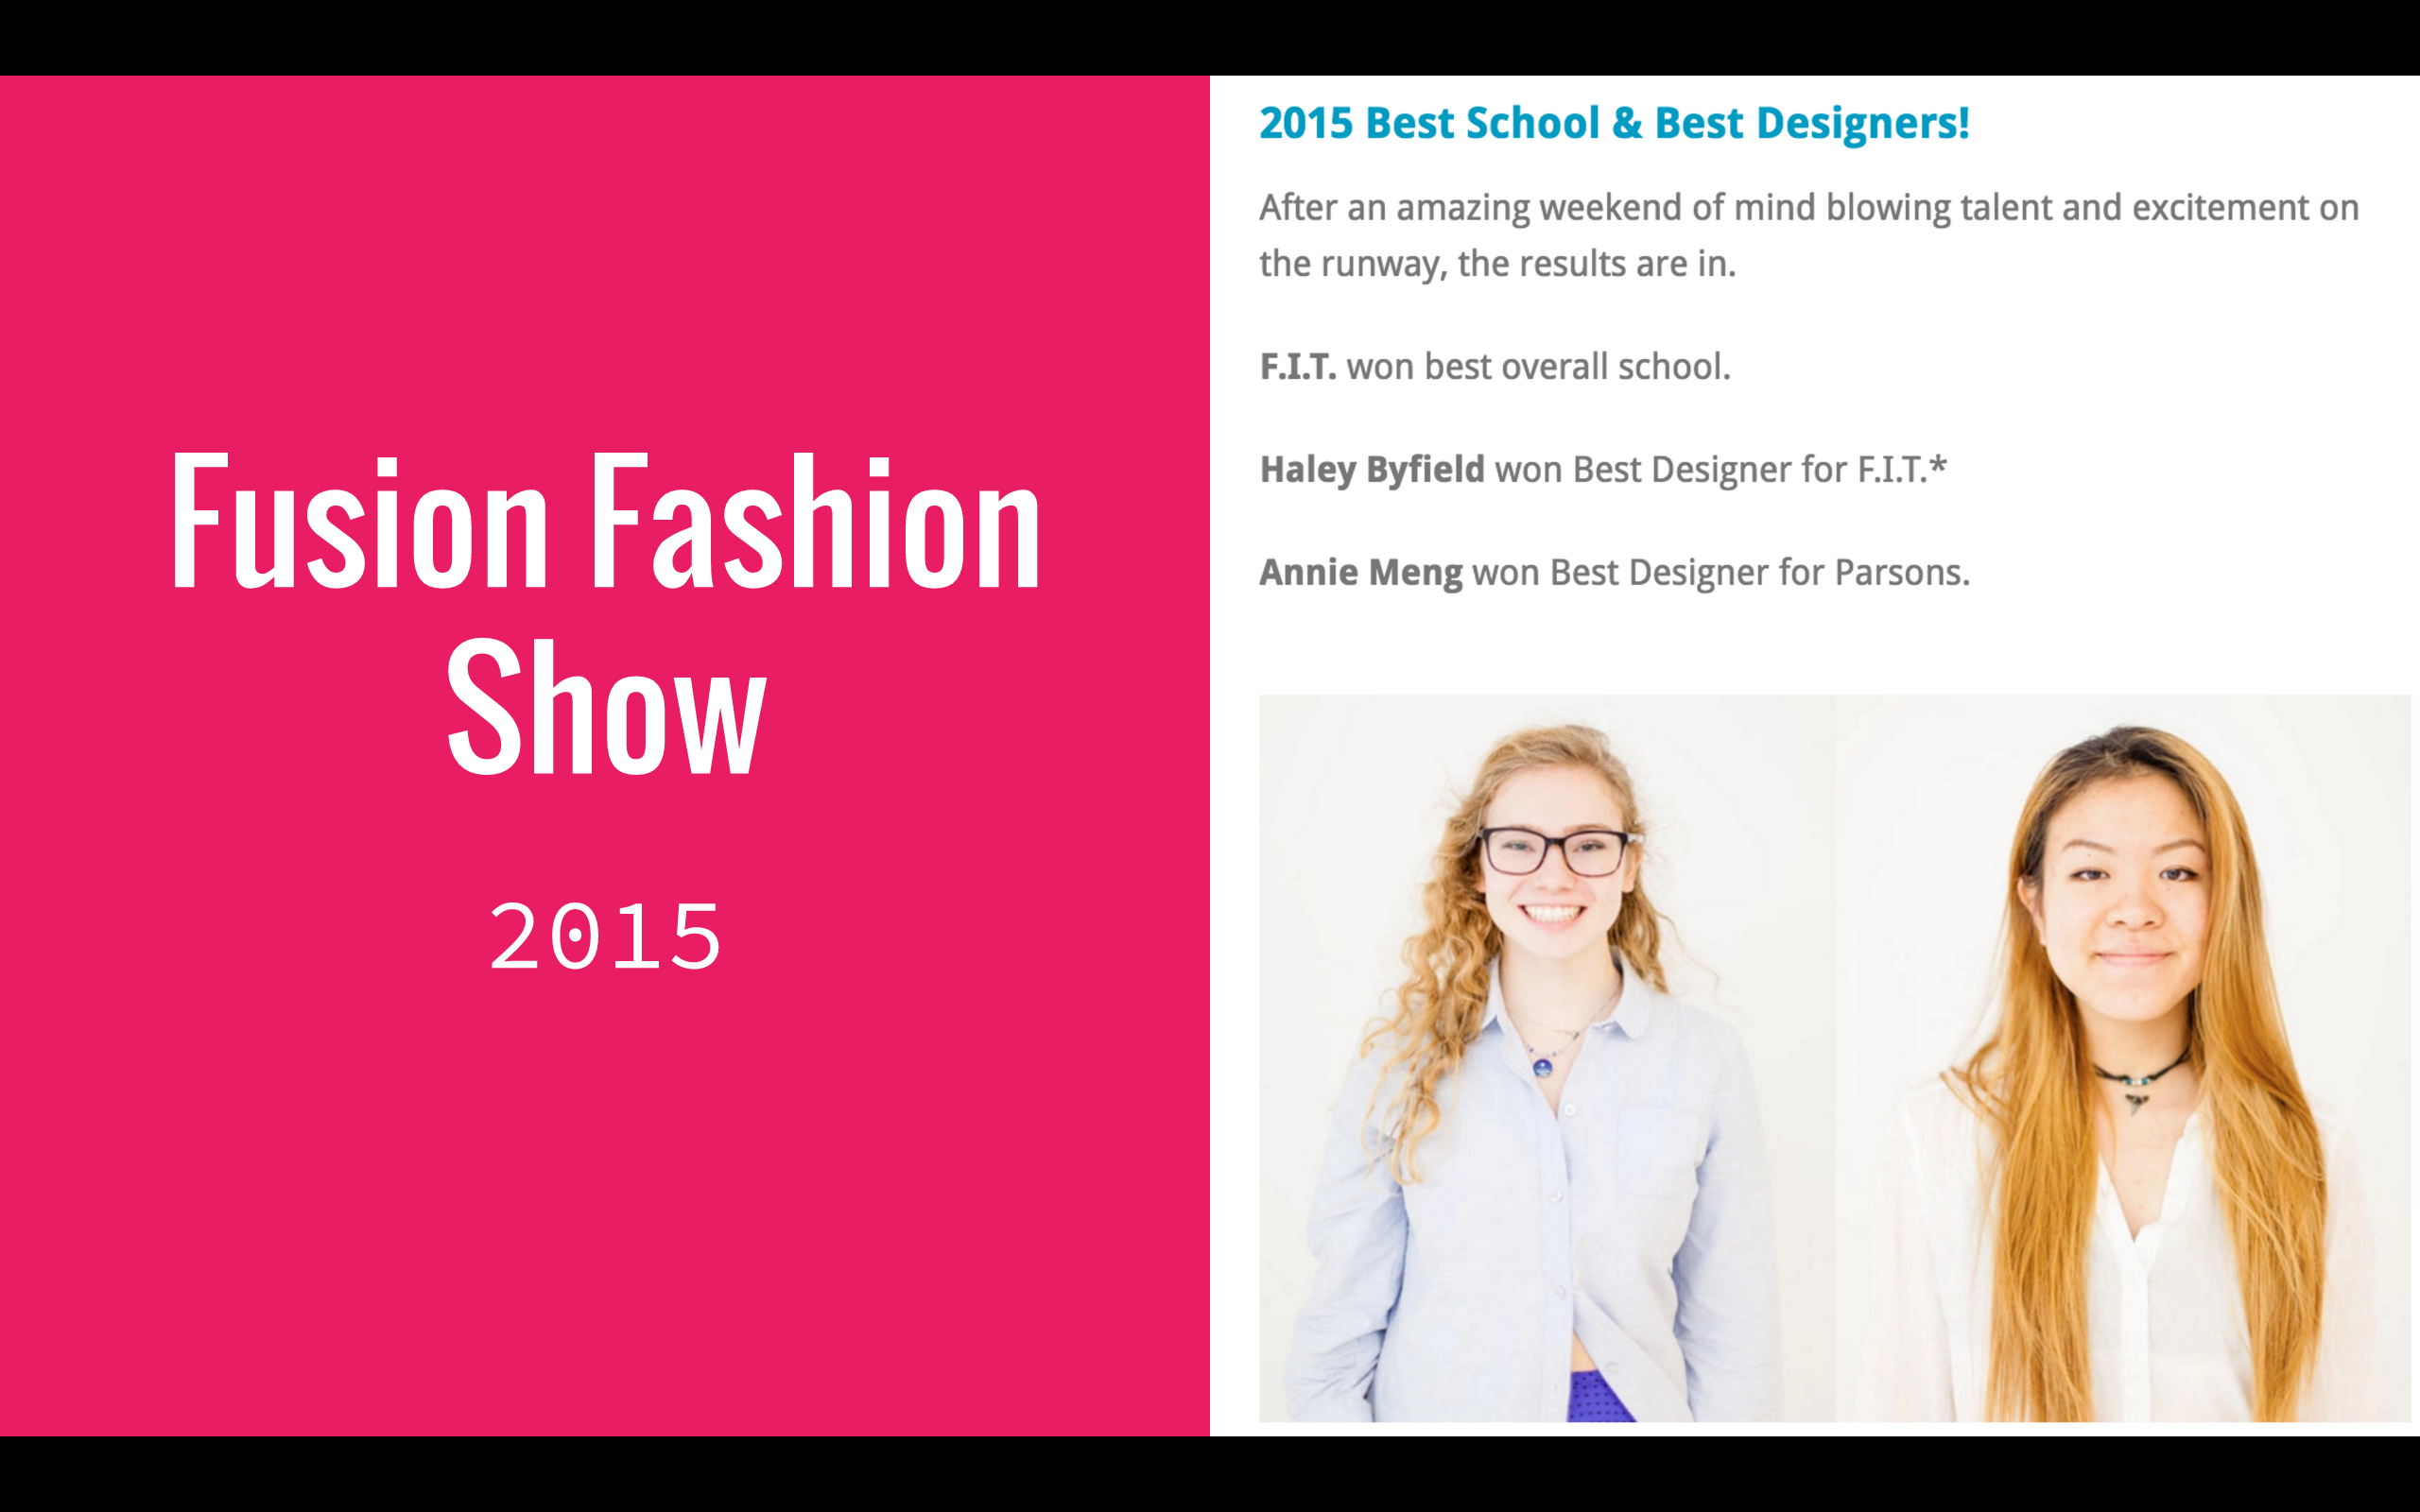 Fusion Fashion
Show
2015
2015 Best School & Best Designers!
After an amazing weekend of mind blowing talent and excitement on
the runway, the results are in.
F.I.T. won best overall school.
Haley Byfield won Best Designer for F.I.T.*
Annie Meng won Best Designer for Parsons.